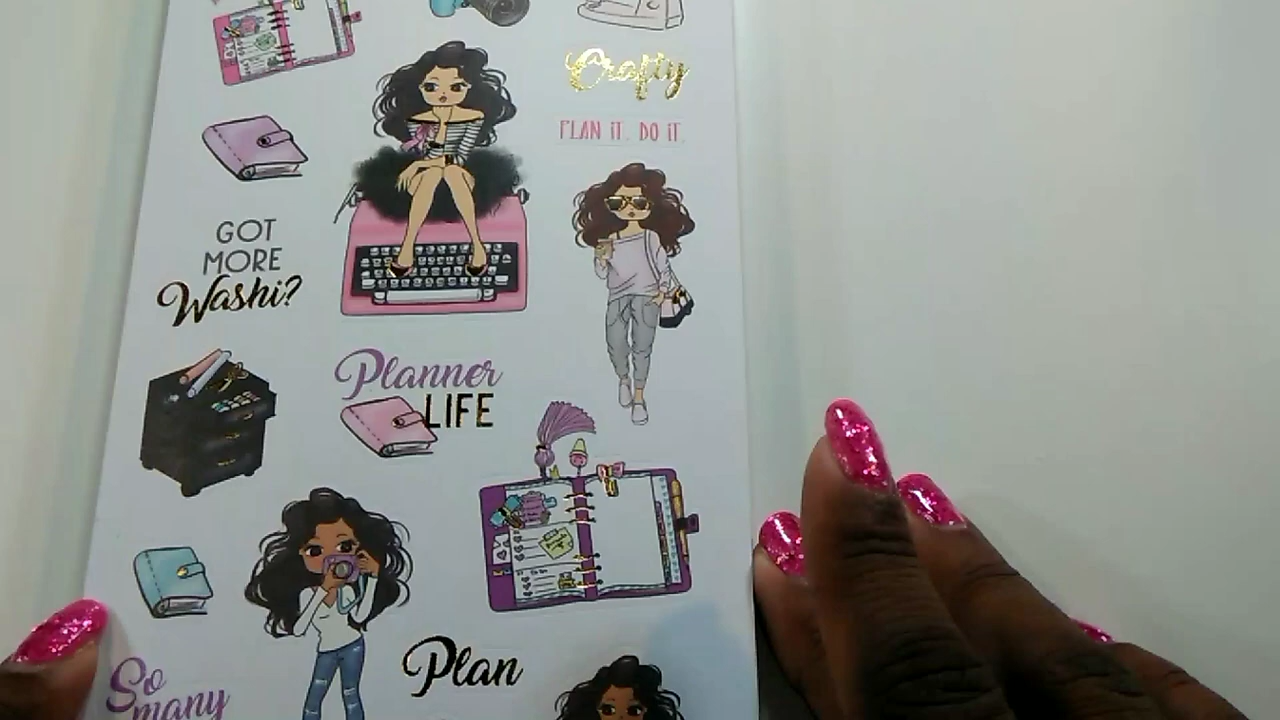 Crafty
PLAN IT. DO IT.
GOT
MORE
Washi?
Planner
LIFE
Plan
So
many